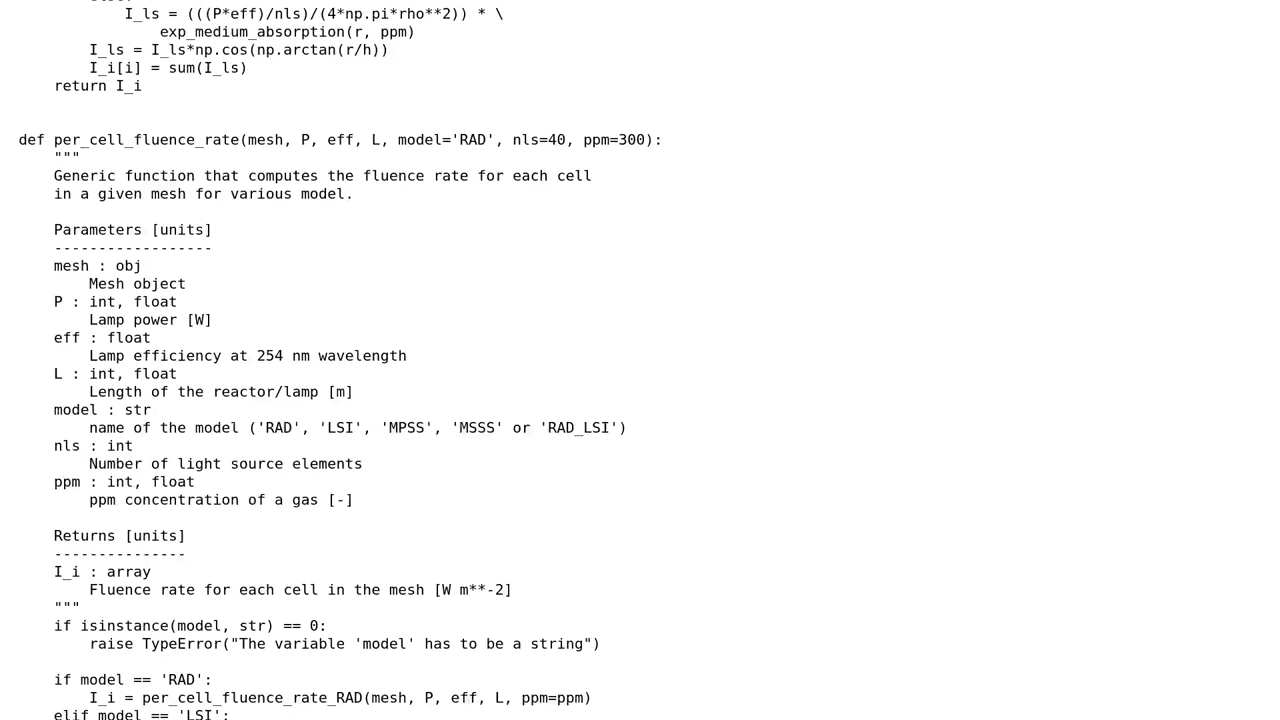 I_ls = (((P*eff)/nls)/(4*np.pi*rho**2)) * \
exp_medium_absorption(r, ppm)
I_ls = I_ls*np.cos(np.arctan(r/h))
I_i[i] = sum(I_ls)
return I_i
def per_cell_fluence_rate(mesh, P, eff, L, model='RAD', nls=40, ppm=300):
"""
Generic function that computes the fluence rate for each cell
in a given mesh for various model.
Parameters [units]
------------------
mesh : obj
Mesh object
P : int, float
Lamp power [W]
eff : float
Lamp efficiency at 254 nm wavelength
L : int, float
Length of the reactor/lamp [m]
model : str
name of the model ('RAD', 'LSI', 'MPSS', 'MSSS' or 'RAD_LSI')
nls : int
Number of light source elements
ppm : int, float
ppm concentration of a gas [-]
Returns [units]
---------------
I_i : array
Fluence rate for each cell in the mesh [W m**-2]
"""
if isinstance(model, str) == 0:
raise TypeError("The variable 'model' has to be a string")
if model == 'RAD':
I_i = per_cell_fluence_rate_RAD(mesh, P, eff, L, ppm=ppm)
elif model == 'LSI':